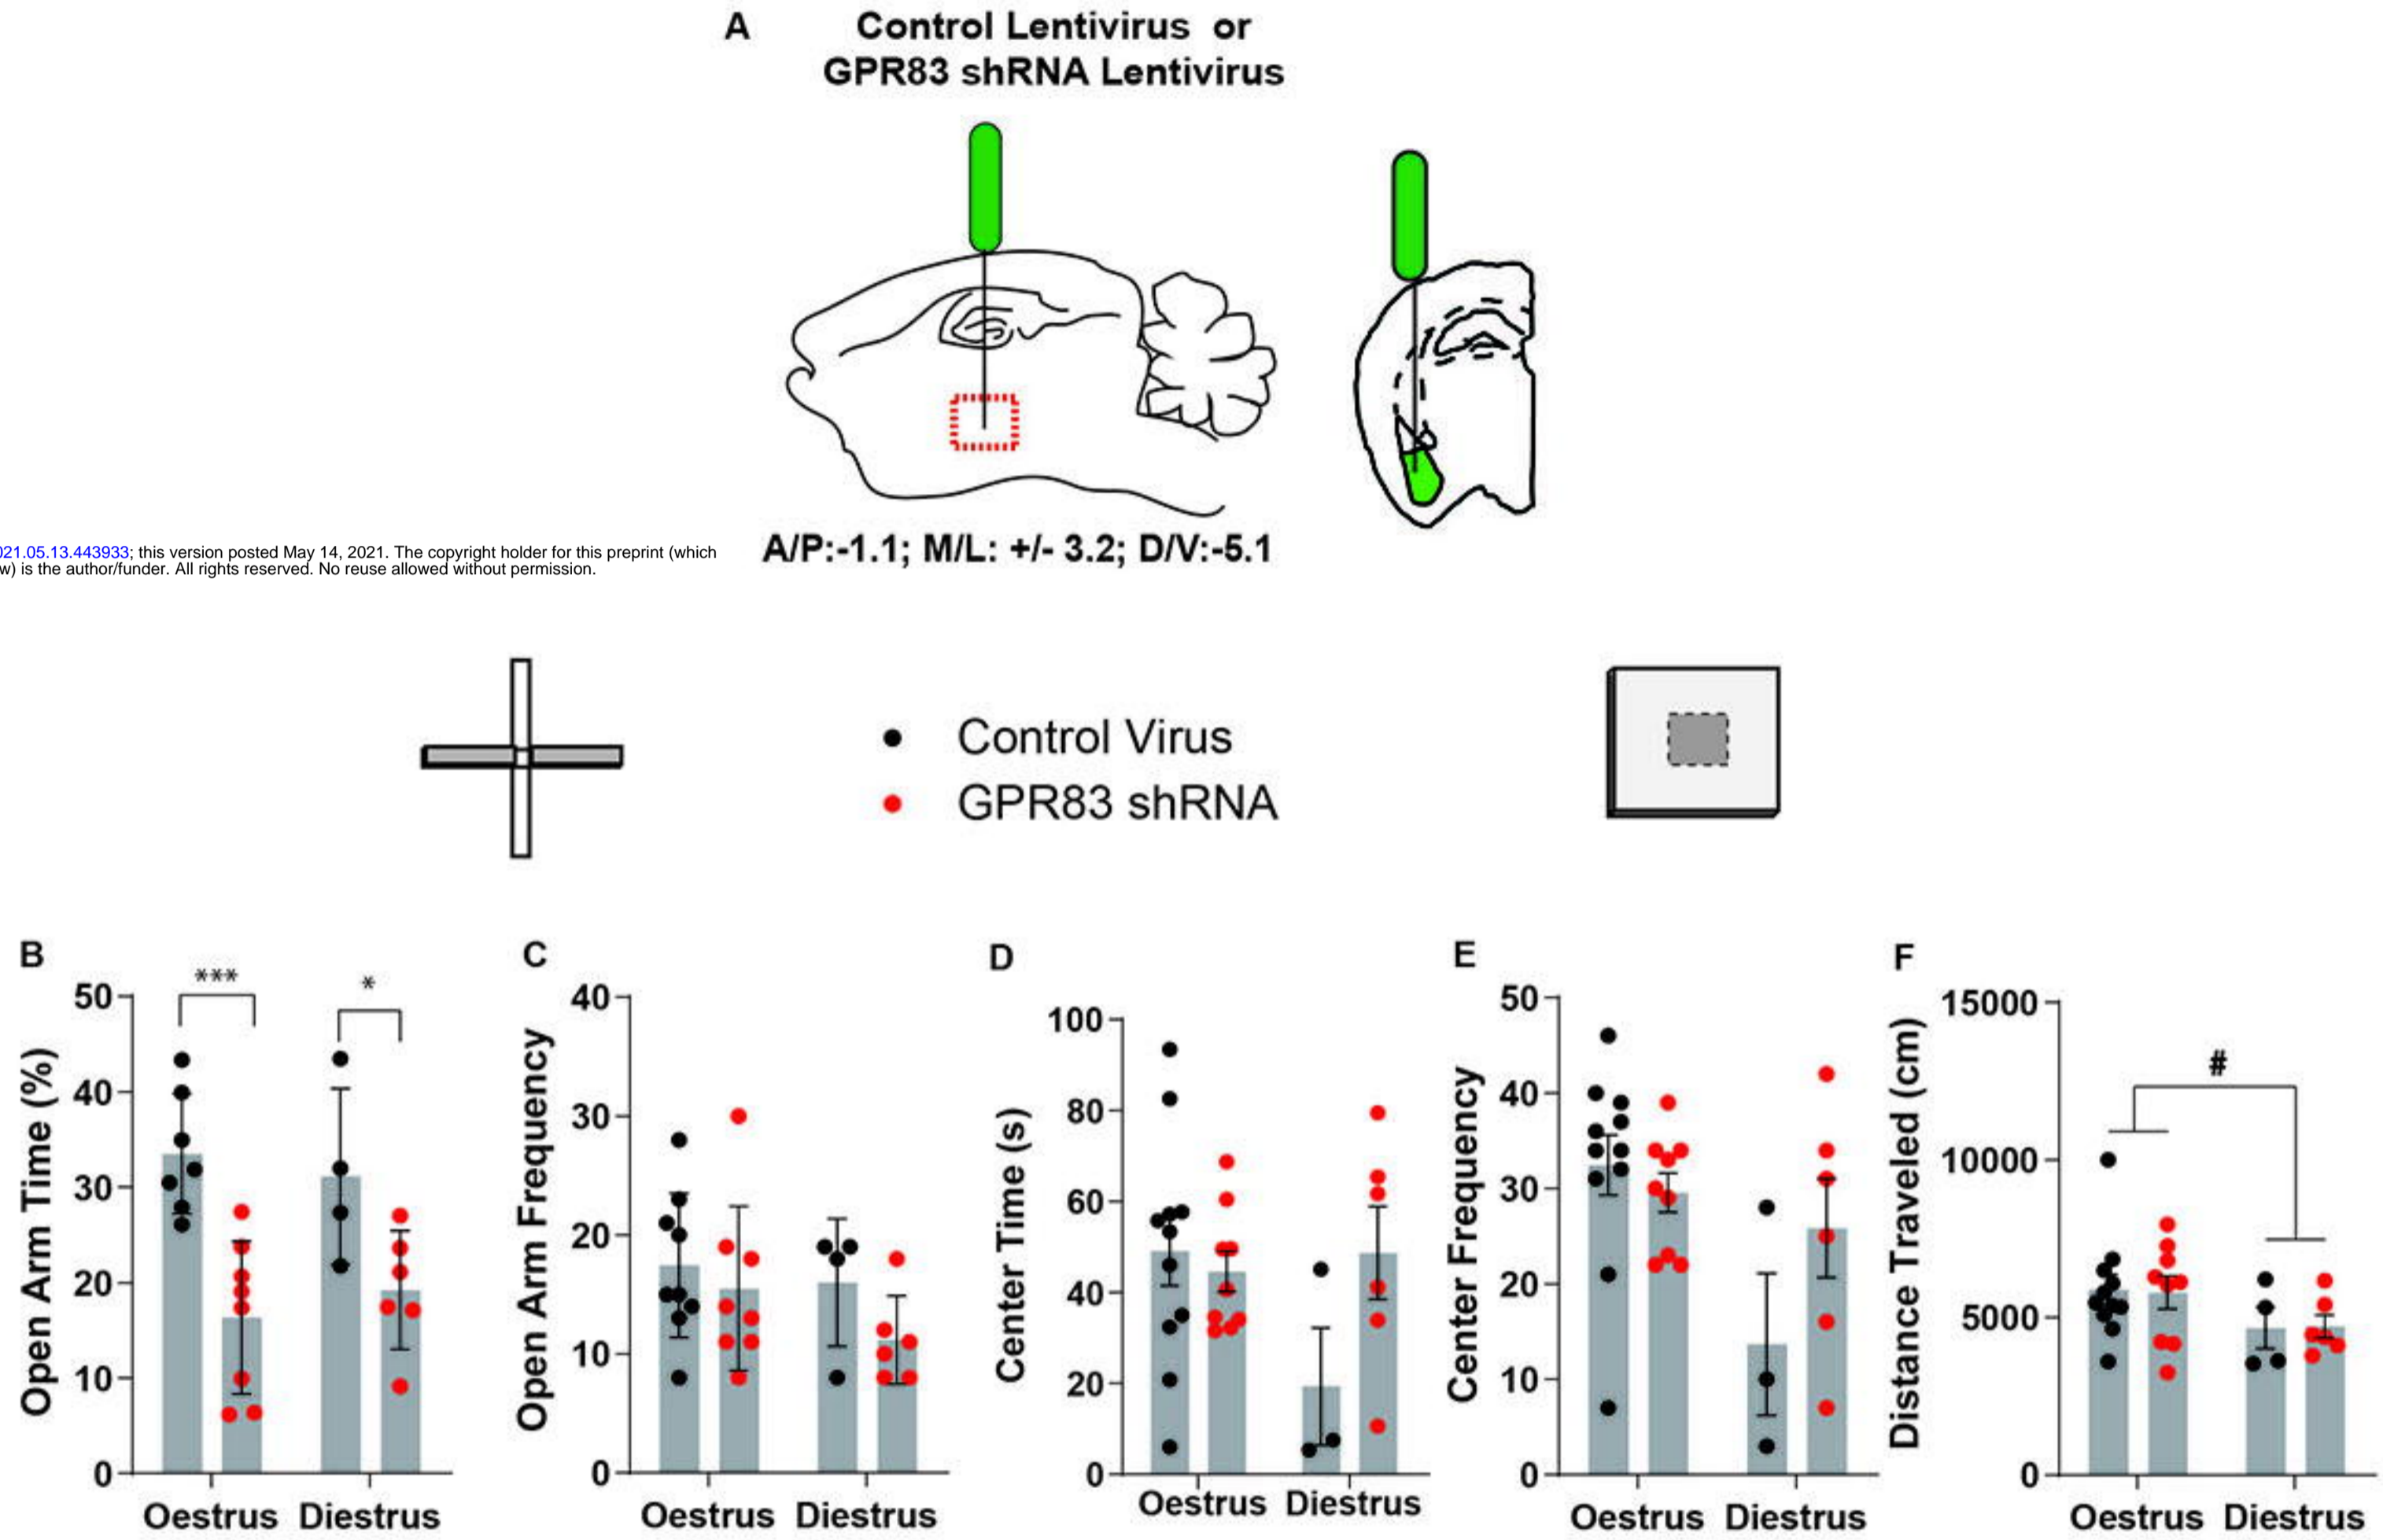 A
Control Lentivirus or
GPR83 shRNA Lentivirus
021.05.13.443933; this version posted May 14, 2021. The copyright holder for this preprint (which
w) is the author/funder. All rights reserved. No reuse allowed without permission.
A/P:-1.1; M/L: +/- 3.2; D/V:-5.1
Control Virus
GPR83 shRNA
B
***
*
Open Arm Time (%)
50
40
30
20
10
0
Oestrus Diestrus
C
Open Arm Frequency
40
30
20
10
0
Oestrus Diestrus
D
Center Time (s)
100
80
60
40
20
0
Oestrus Diestrus
E
Center Frequency
50
40
30
20
10
0
Oestrus Diestrus
F
#
Distance Traveled (cm)
15000
10000
5000
0
Oestrus Diestrus